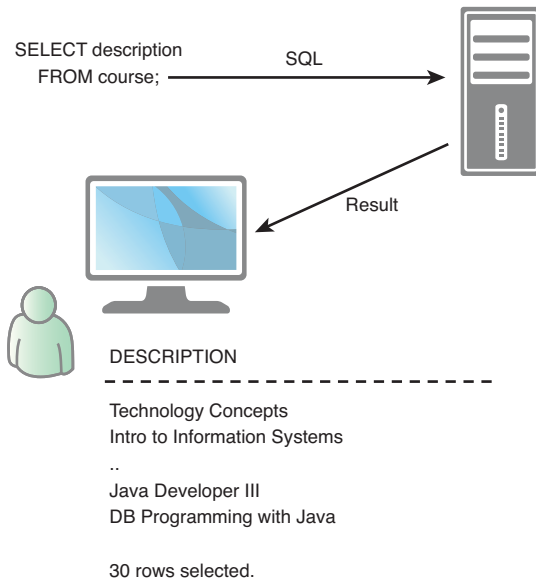 SELECT description
FROM course;
SQL
Result
DESCRIPTION
Technology Concepts
Intro to Information Systems
..
Java Developer III
DB Programming with Java
30 rows selected.